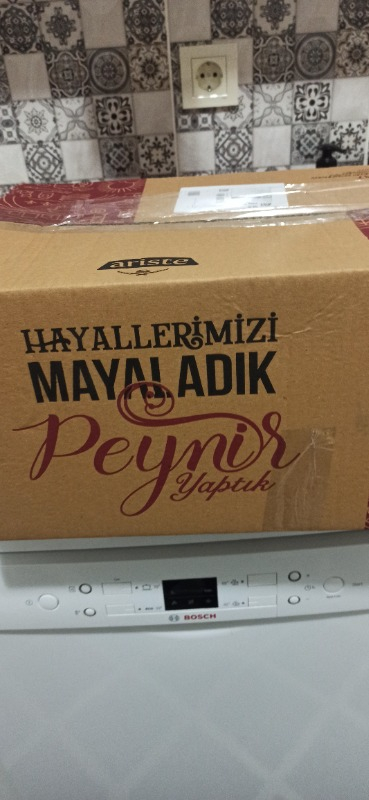 ariste
HAYALLERİMİZİ
MAYALADIK
Peynir
Yaptık
BOSCH